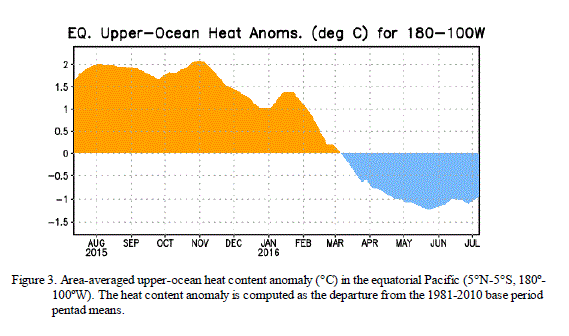 EQ. Upper-Ocean Heat Anoms. (deg C) for 180-100W
2
1.5
1
0.5
0
-0.5
-1
-1.5
AUG SEP OCT NOV DEC JAN FEB MAR APR MAY JUN JUL
2015 2016
Figure 3. Area-averaged upper-ocean heat content anomaly (°C) in the equatorial Pacific (5°N-5°S, 180º-
100ºW). The heat content anomaly is computed as the departure from the 1981-2010 base period
pentad means.